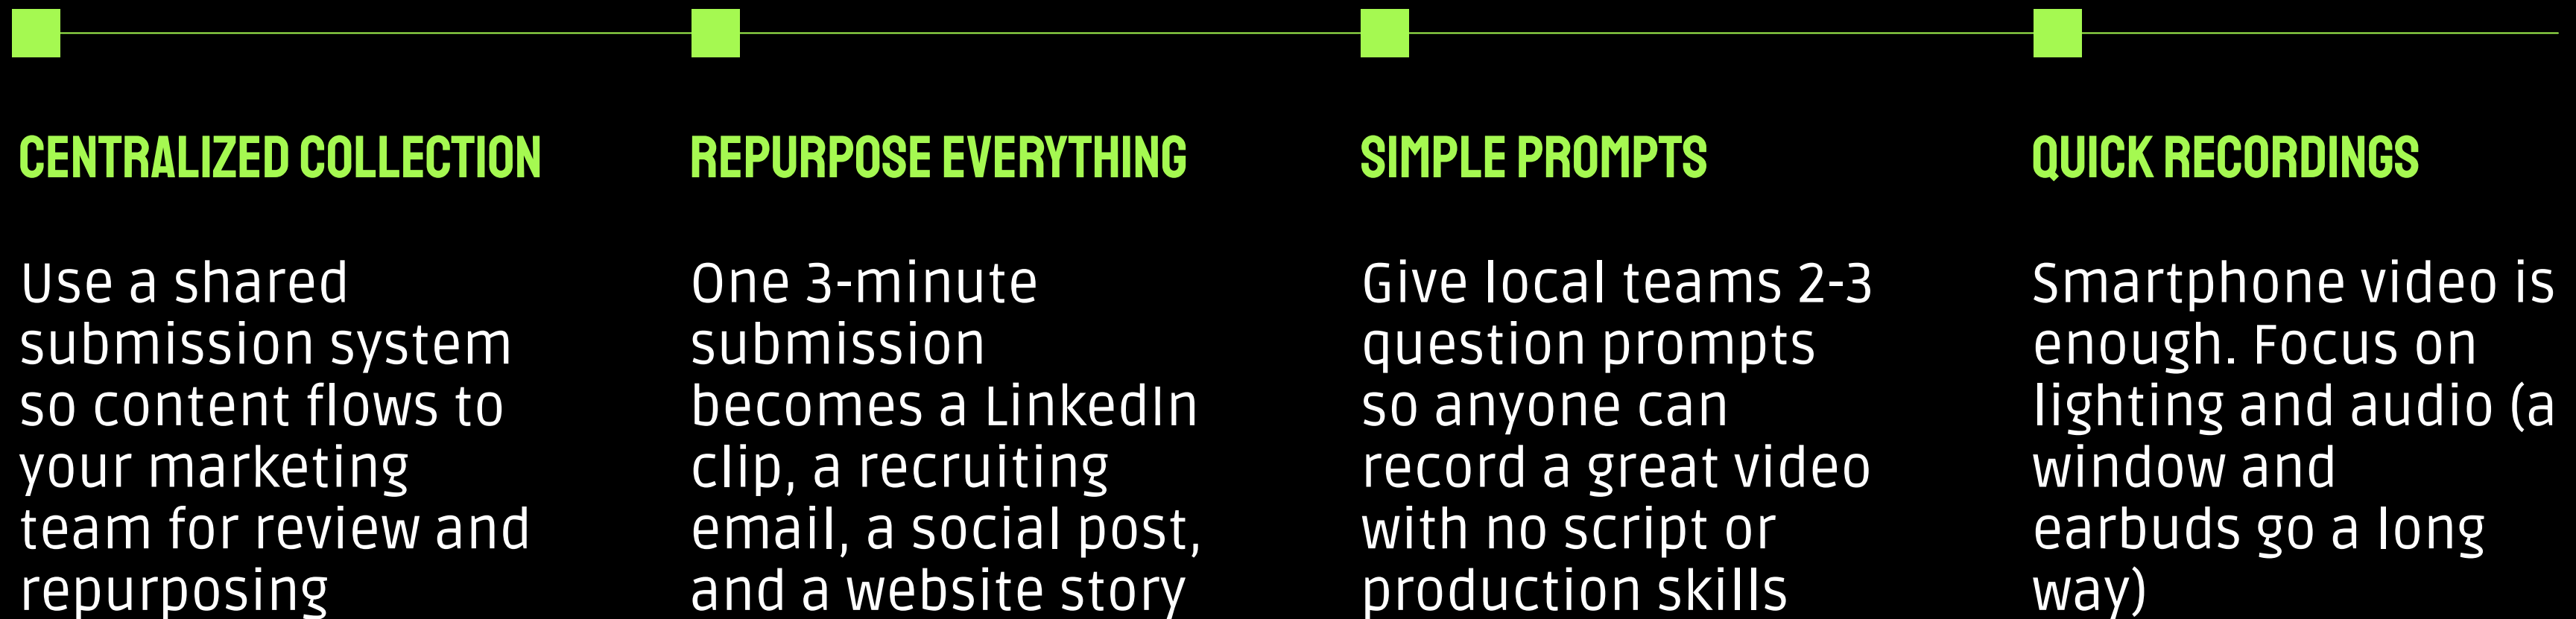 CENTRALIZED COLLECTION
Use a shared
submission system
so content flows to
your marketing
team for review and
repurposing
REPURPOSE EVERYTHING
One 3-minute
submission
becomes a LinkedIn
clip, a recruiting
email, a social post,
and a website story
SIMPLE PROMPTS
Give local teams 2-3
question prompts
so anyone can
record a great video
with no script or
production skills
QUICK RECORDINGS
Smartphone video is
enough. Focus on
lighting and audio (a
window and
earbuds go a long
way)